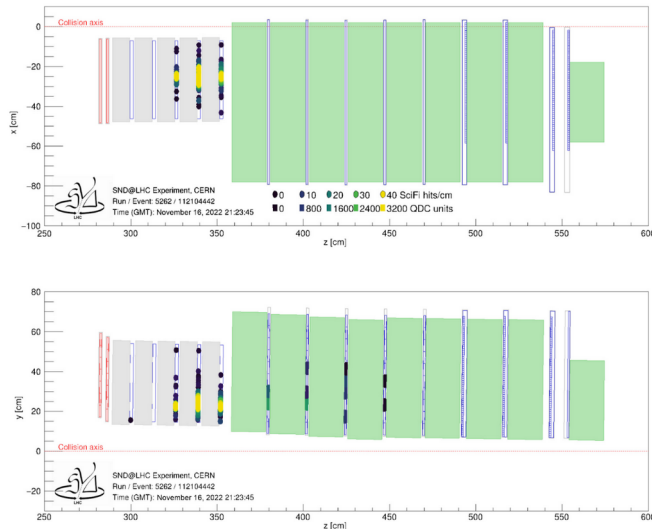 0
Collision axis
−20
−40
−60
−80
−100
x [cm]
SND@LHC Experiment, CERN
Run / Event: 5262 / 112104442
Time (GMT): November 16, 2022 21:23:45
LHC
0 10 20 30 40 SciFi hits/cm
0 800 1600 2400 3200 QDC units
250 300 350 400 450 500 550 600
z [cm]
80
60
40
20
0
−20
y [cm]
Collision axis
SND@LHC Experiment, CERN
Run / Event: 5262 / 112104442
Time (GMT): November 16, 2022 21:23:45
LHC
250 300 350 400 450 500 550 600
z [cm]